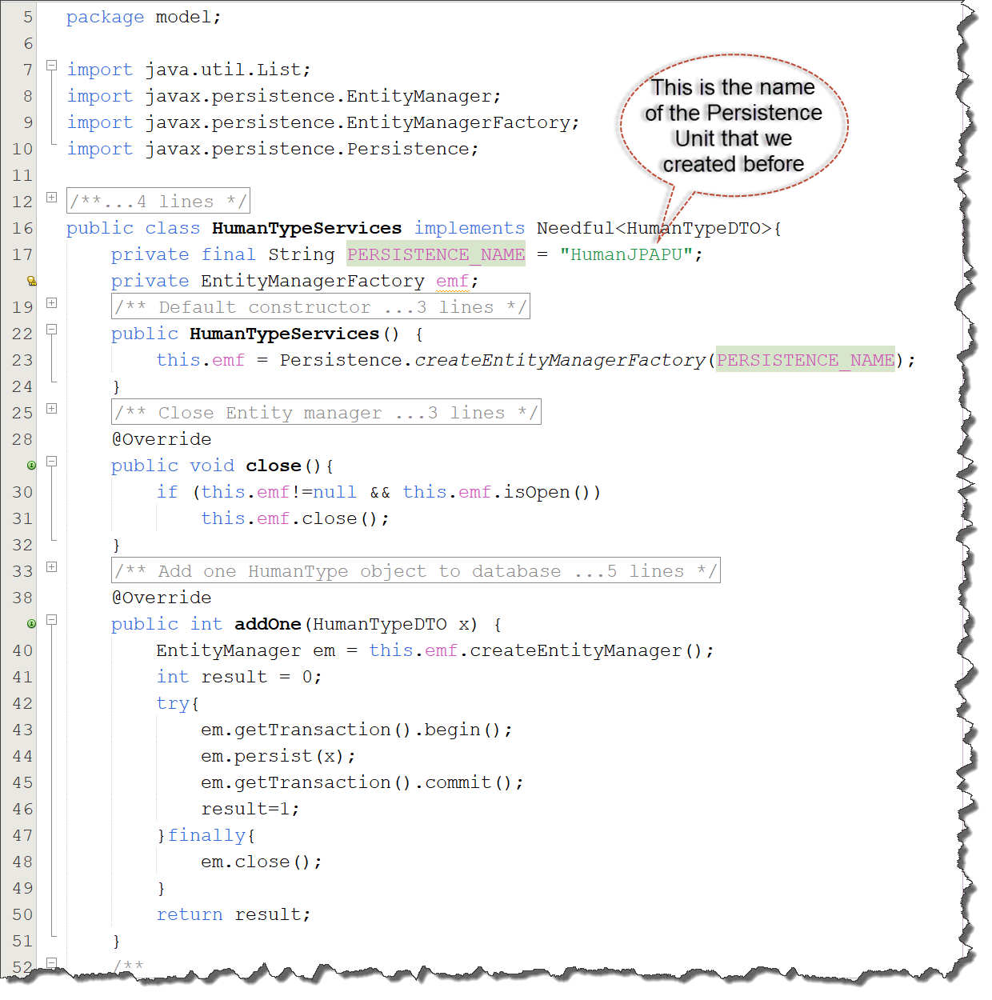 5 package model;
6
7 import java.util.List;
8 import javax.persistence.EntityManager;
9 import javax.persistence.EntityManagerFactory;
10 import javax.persistence.Persistence;
11
This is the name
of the Persistence
Unit that we
created before
12 /**...4 lines */
16 public class HumanTypeServices implements Needful<HumanTypeDTO>{
17     private final String PERSISTENCE_NAME = "HumanJPAPU";
    private EntityManagerFactory emf;
19     /** Default constructor ...3 lines */
22     public HumanTypeServices() {
23         this.emf = Persistence.createEntityManagerFactory(PERSISTENCE_NAME);
24     }
25     /** Close Entity manager ...3 lines */
28     @Override
    public void close(){
30         if (this.emf!=null && this.emf.isOpen())
31             this.emf.close();
32     }
33     /** Add one HumanType object to database ...5 lines */
38     @Override
    public int addOne(HumanTypeDTO x) {
40         EntityManager em = this.emf.createEntityManager();
41         int result = 0;
42         try{
43             em.getTransaction().begin();
44             em.persist(x);
45             em.getTransaction().commit();
46             result=1;
47         }finally{
48             em.close();
49         }
50         return result;
51     }
52     /**